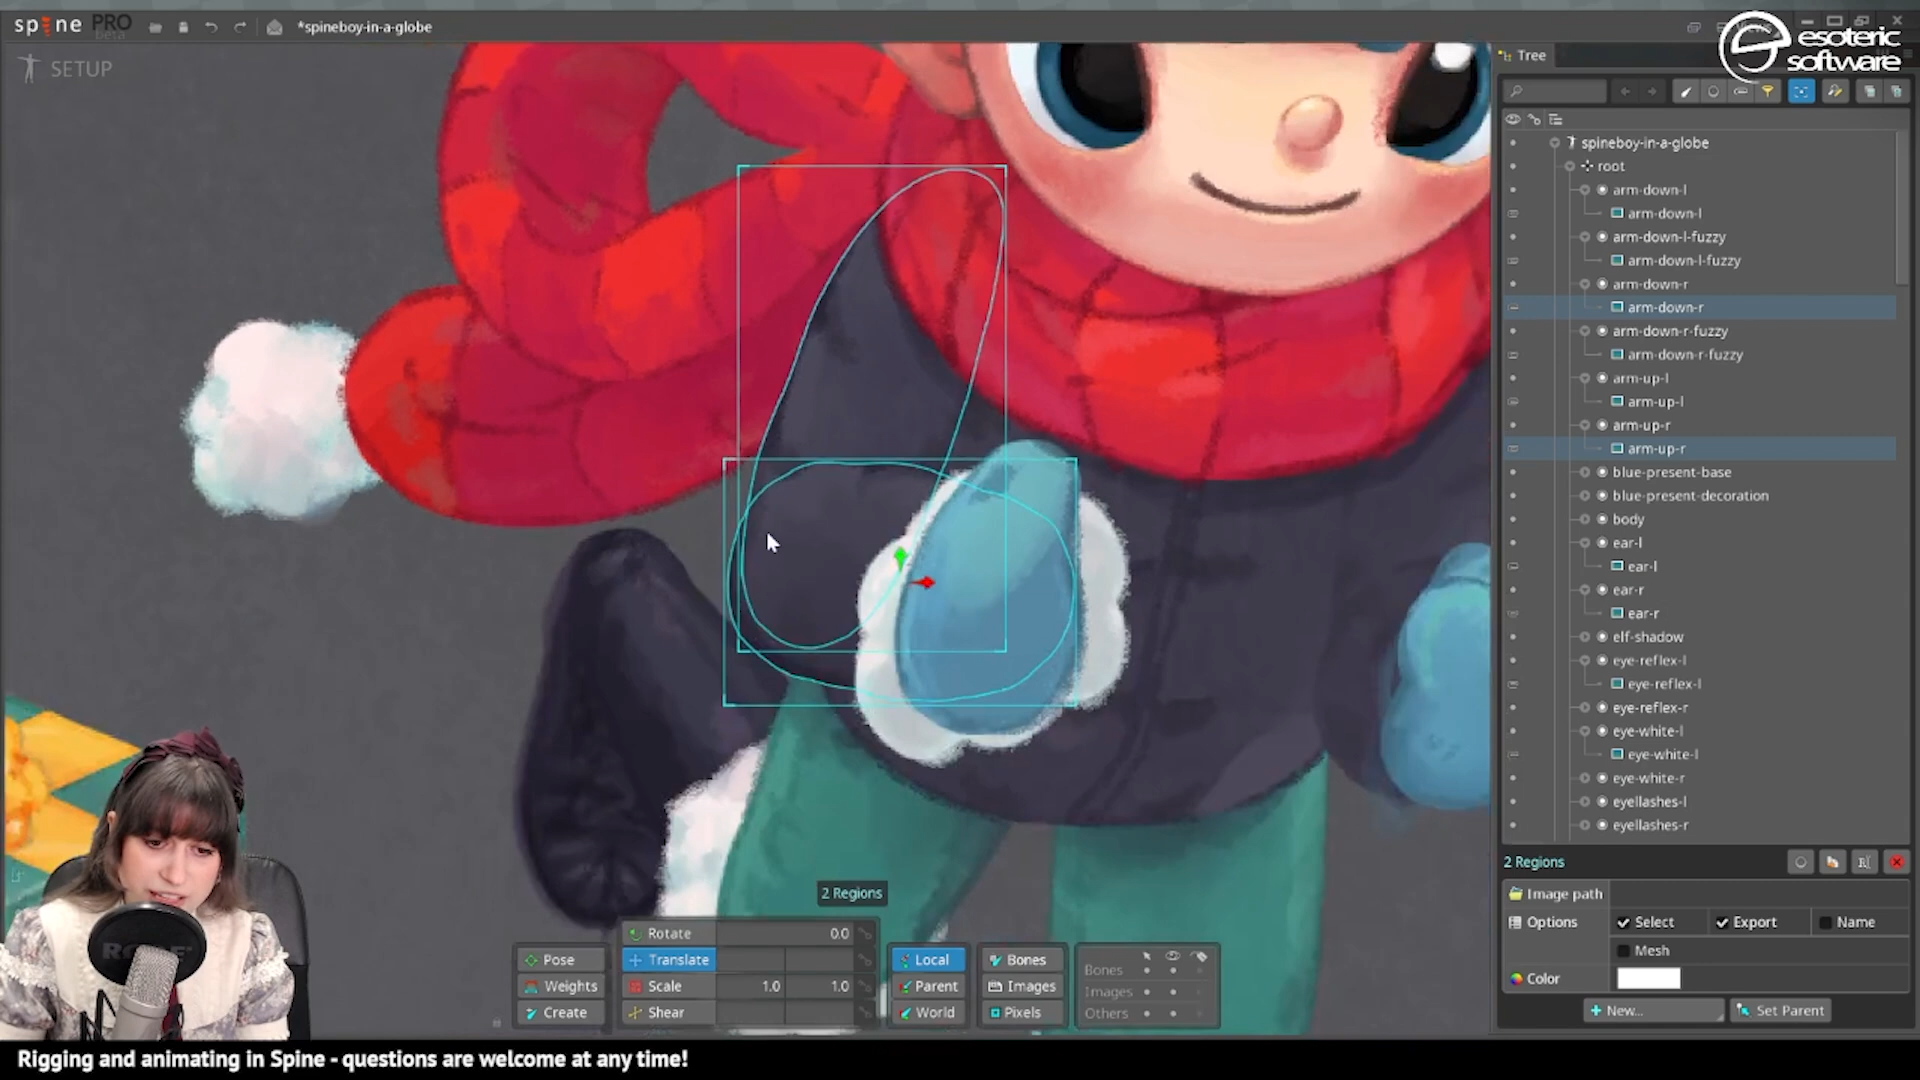 spine PRO
beta
*spineboy-in-a-globe
esoteric
software
SETUP
Tree
spineboy-in-a-globe
root
arm-down-l
arm-down-l
arm-down-l-fuzzy
arm-down-l-fuzzy
arm-down-r
arm-down-r
arm-down-r-fuzzy
arm-down-r-fuzzy
arm-up-l
arm-up-l
arm-up-r
arm-up-r
blue-present-base
blue-present-decoration
body
ear-l
ear-l
ear-r
ear-r
elf-shadow
eye-reflex-l
eye-reflex-l
eye-reflex-r
eye-white-l
eye-white-l
eye-white-r
eyellashes-l
eyellashes-r
2 Regions
Image path
Options Select Export Name
Mesh
Color
New... Set Parent
2 Regions
Pose
Weights
Create
Rotate 0.0
Translate
Scale 1.0 1.0
Shear
Local
Parent
World
Bones
Images
Pixels
Bones
Images
Others
RODE
Rigging and animating in Spine - questions are welcome at any time!